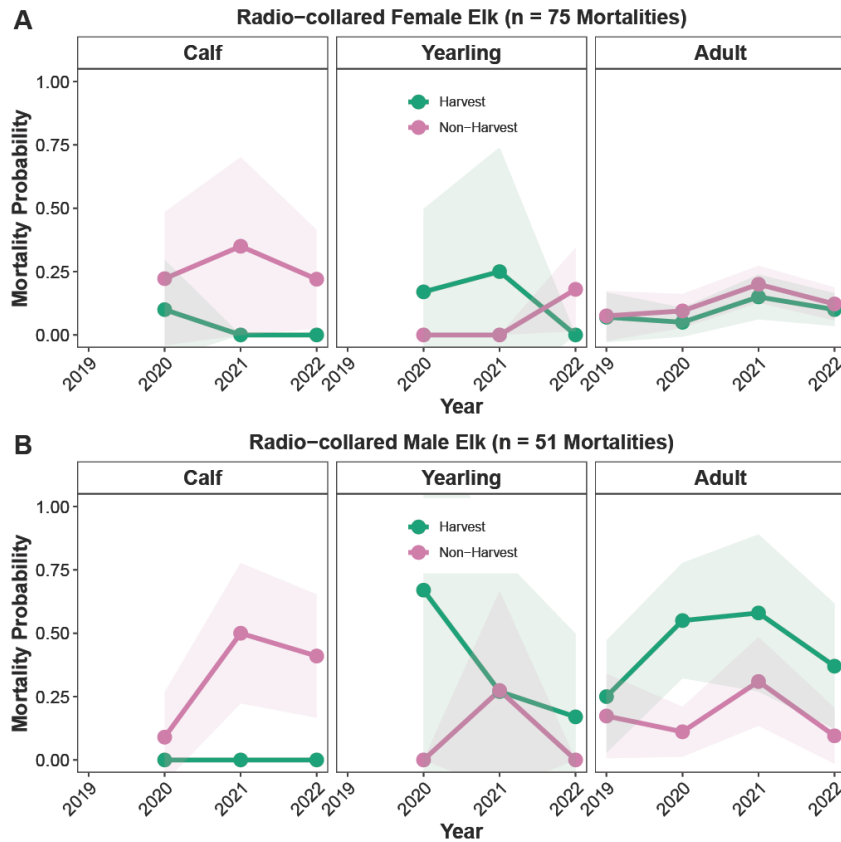 A
Radio-collared Female Elk (n = 75 Mortalities)
Calf
Yearling
Adult
Mortality Probability
1.00
0.75
0.50
0.25
0.00
Harvest
Non-Harvest
2019
2020
2021
2022
2019
2020
2021
2022
2019
2020
2021
2022
Year
B
Radio-collared Male Elk (n = 51 Mortalities)
Calf
Yearling
Adult
Mortality Probability
1.00
0.75
0.50
0.25
0.00
Harvest
Non-Harvest
2019
2020
2021
2022
2019
2020
2021
2022
2019
2020
2021
2022
Year